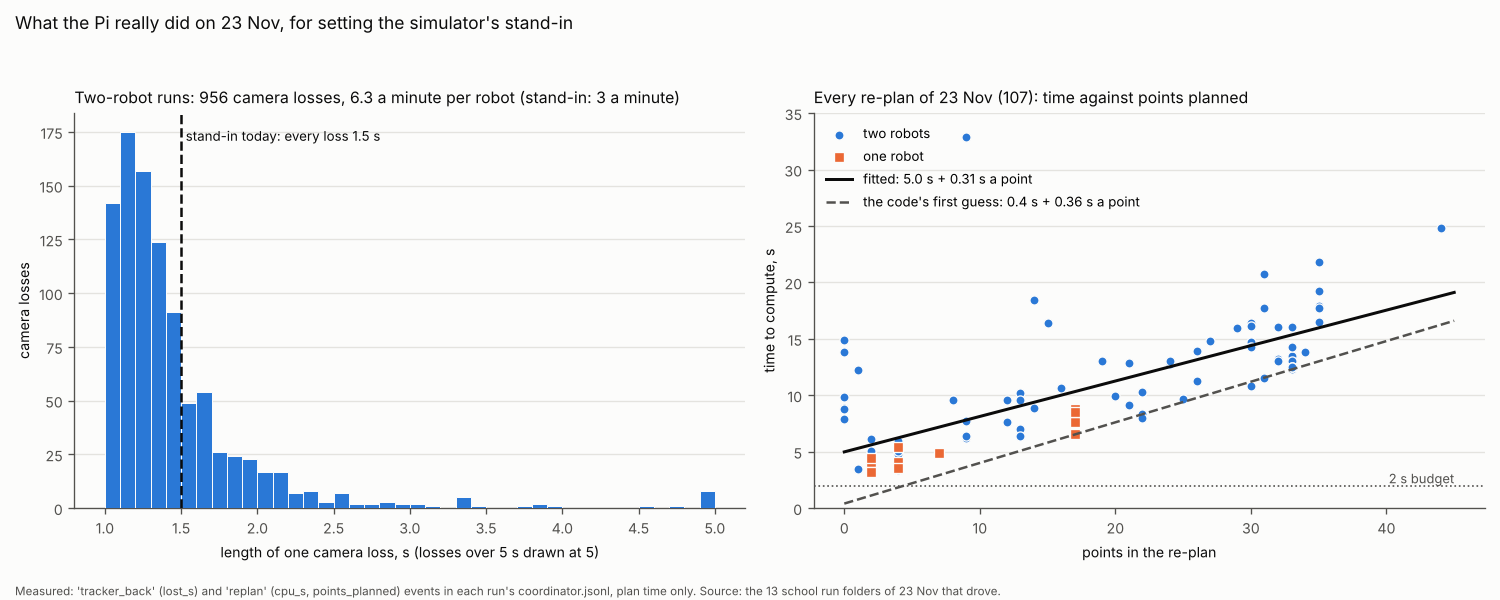 What the Pi really did on 23 Nov, for setting the simulator's stand-in
Two-robot runs: 956 camera losses, 6.3 a minute per robot (stand-in: 3 a minute)
175
150
125
100
75
50
25
0
camera losses
stand-in today: every loss 1.5 s
1.0
1.5
2.0
2.5
3.0
3.5
4.0
4.5
5.0
length of one camera loss, s (losses over 5 s drawn at 5)
Every re-plan of 23 Nov (107): time against points planned
35
30
25
20
15
10
5
0
time to compute, s
two robots
one robot
fitted: 5.0 s + 0.31 s a point
the code's first guess: 0.4 s + 0.36 s a point
2 s budget
0
10
20
30
40
points in the re-plan
Measured: 'tracker_back' (lost_s) and 'replan' (cpu_s, points_planned) events in each run's coordinator.jsonl, plan time only. Source: the 13 school run folders of 23 Nov that drove.